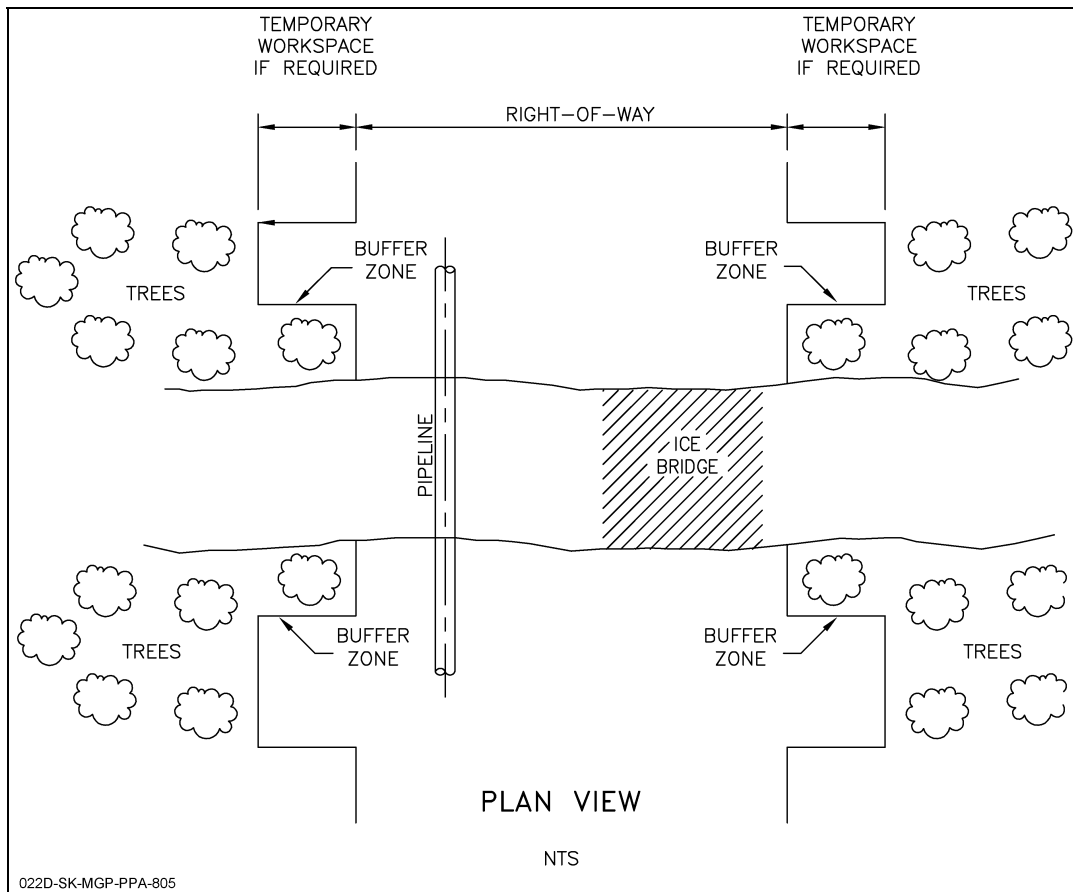 TEMPORARY
WORKSPACE
IF REQUIRED
TEMPORARY
WORKSPACE
IF REQUIRED
RIGHT-OF-WAY
BUFFER
ZONE
BUFFER
ZONE
TREES
TREES
PIPELINE
ICE
BRIDGE
BUFFER
ZONE
BUFFER
ZONE
TREES
TREES
PLAN VIEW
NTS
022D-SK-MGP-PPA-805